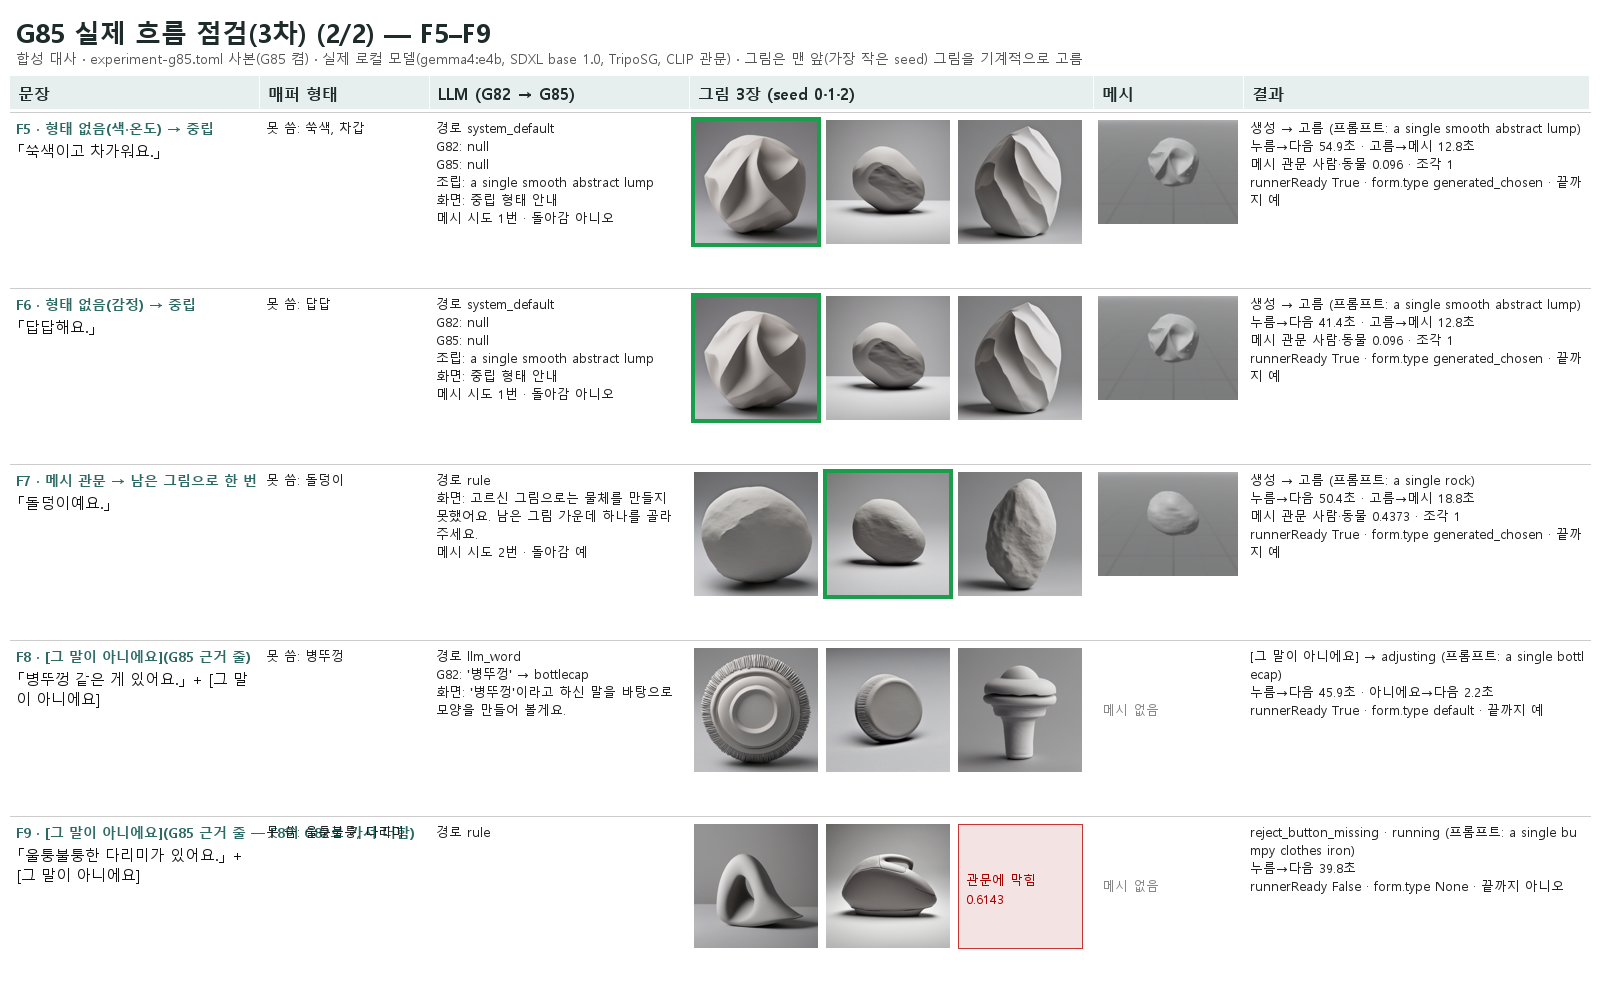 G85 실제 흐름 점검(3차) (2/2) — F5–F9
합성 대사 · experiment-g85.toml 사본(G85 켬) · 실제 로컬 모델(gemma4:e4b, SDXL base 1.0, TripoSG, CLIP 관문) · 그림은 맨 앞(가장 작은 seed) 그림을 기계적으로 고름
문장
매퍼 형태
LLM (G82 → G85)
그림 3장 (seed 0·1·2)
메시
결과
F5 · 형태 없음(색·온도) → 중립
「쑥색이고 차가워요.」
못 씀: 쑥색, 차갑
경로 system_default
G82: null
G85: null
조립: a single smooth abstract lump
화면: 중립 형태 안내
메시 시도 1번 · 돌아감 아니오
생성 → 고름 (프롬프트: a single smooth abstract lump)
누름→다음 54.9초 · 고름→메시 12.8초
메시 관문 사람·동물 0.096 · 조각 1
runnerReady True · form.type generated_chosen · 끝까
지 예
F6 · 형태 없음(감정) → 중립
「답답해요.」
못 씀: 답답
경로 system_default
G82: null
G85: null
조립: a single smooth abstract lump
화면: 중립 형태 안내
메시 시도 1번 · 돌아감 아니오
생성 → 고름 (프롬프트: a single smooth abstract lump)
누름→다음 41.4초 · 고름→메시 12.8초
메시 관문 사람·동물 0.096 · 조각 1
runnerReady True · form.type generated_chosen · 끝까
지 예
F7 · 메시 관문 → 남은 그림으로 한 번
「돌덩이예요.」
못 씀: 돌덩이
경로 rule
화면: 고르신 그림으로는 물체를 만들지
못했어요. 남은 그림 가운데 하나를 골라
주세요.
메시 시도 2번 · 돌아감 예
생성 → 고름 (프롬프트: a single rock)
누름→다음 50.4초 · 고름→메시 18.8초
메시 관문 사람·동물 0.4373 · 조각 1
runnerReady True · form.type generated_chosen · 끝까
지 예
F8 · [그 말이 아니에요](G85 근거 줄)
「병뚜껑 같은 게 있어요.」 + [그 말
이 아니에요]
못 씀: 병뚜껑
경로 llm_word
G82: '병뚜껑' → bottlecap
화면: '병뚜껑'이라고 하신 말을 바탕으로
모양을 만들어 볼게요.
메시 없음
[그 말이 아니에요] → adjusting (프롬프트: a single bottl
ecap)
누름→다음 45.9초 · 아니에요→다음 2.2초
runnerReady True · form.type default · 끝까지 예
F9 · [그 말이 아니에요](G85 근거 줄 —
「울퉁불퉁한 다리미가 있어요.」 +
[그 말이 아니에요]
경로 rule
관문에 막힘
0.6143
메시 없음
reject_button_missing · running (프롬프트: a single bu
mpy clothes iron)
누름→다음 39.8초
runnerReady False · form.type None · 끝까지 아니오